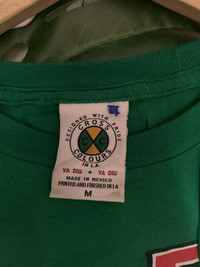 DESIGNED WITH PRIDE
CROSS
C C
COLOURS
IN L.A.
YA DIG + YA DIG
MADE IN MEXICO
PRINTED AND FINISHED IN LA
M